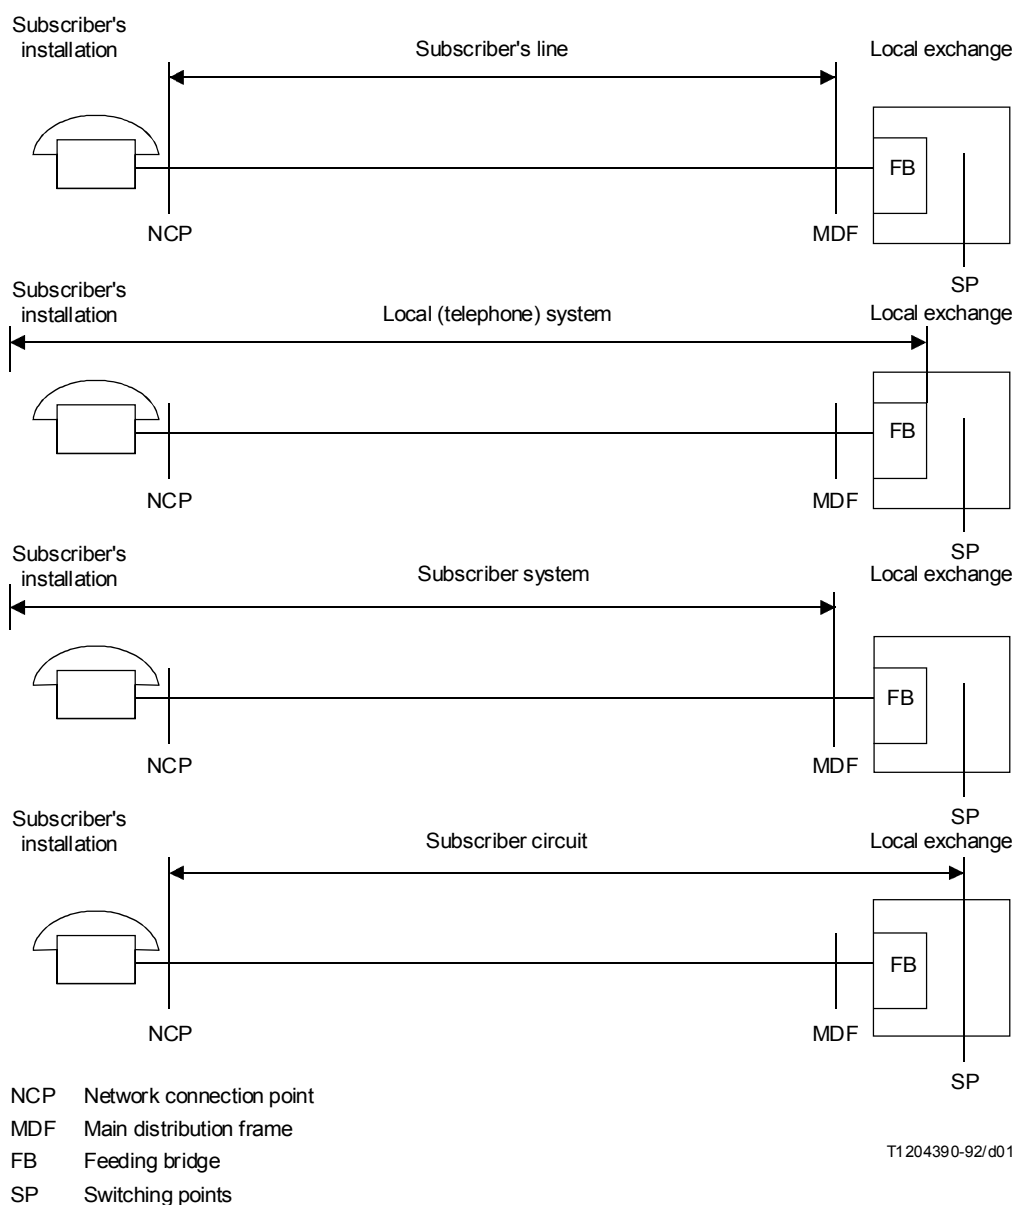 Subscriber's
installation
Subscriber's line
Local exchange
FB
NCP
MDF
SP
Subscriber's
installation
Local (telephone) system
Local exchange
FB
NCP
MDF
SP
Subscriber's
installation
Subscriber system
Local exchange
FB
NCP
MDF
SP
Subscriber's
installation
Subscriber circuit
Local exchange
FB
NCP
MDF
SP
NCP Network connection point
MDF Main distribution frame
FB Feeding bridge
SP Switching points
T1204390-92/d01